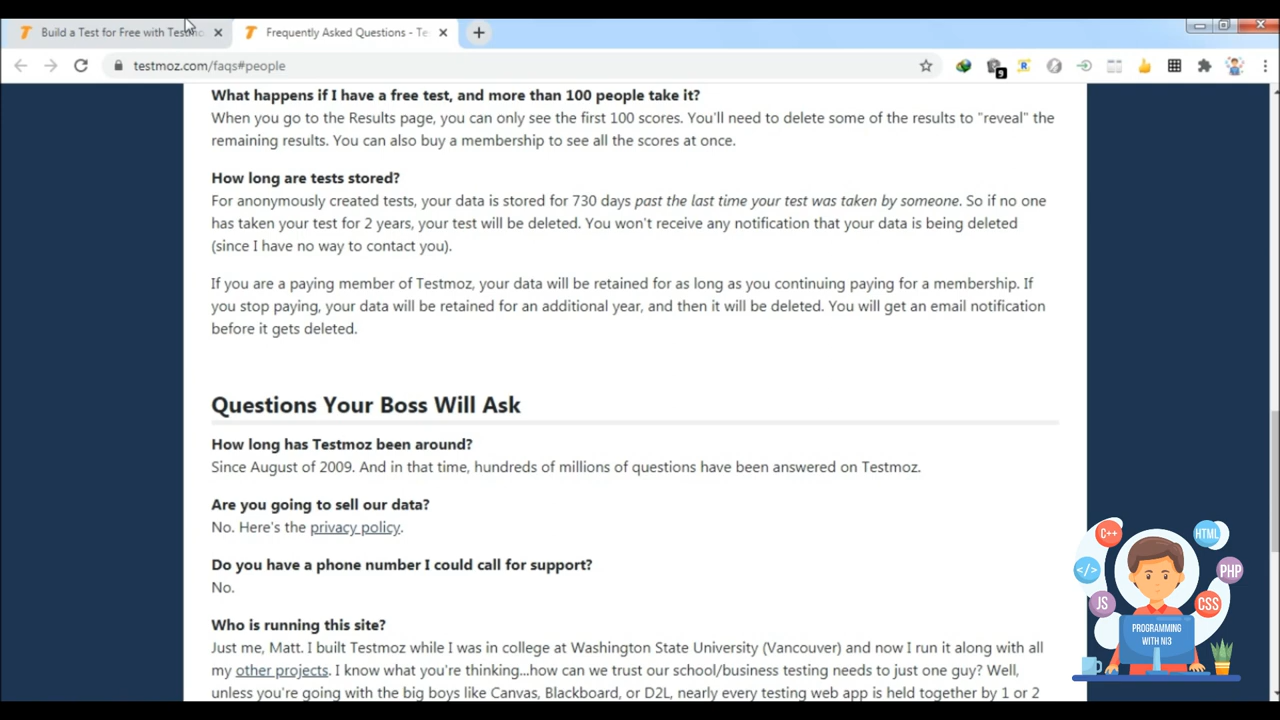 Build a Test for Free with Testmo
Frequently Asked Questions - Te
testmoz.com/faqs#people
9
What happens if I have a free test, and more than 100 people take it?
When you go to the Results page, you can only see the first 100 scores. You'll need to delete some of the results to "reveal" the
remaining results. You can also buy a membership to see all the scores at once.
How long are tests stored?
For anonymously created tests, your data is stored for 730 days past the last time your test was taken by someone. So if no one
has taken your test for 2 years, your test will be deleted. You won't receive any notification that your data is being deleted
(since I have no way to contact you).
If you are a paying member of Testmoz, your data will be retained for as long as you continuing paying for a membership. If
you stop paying, your data will be retained for an additional year, and then it will be deleted. You will get an email notification
before it gets deleted.
Questions Your Boss Will Ask
How long has Testmoz been around?
Since August of 2009. And in that time, hundreds of millions of questions have been answered on Testmoz.
Are you going to sell our data?
No. Here's the privacy policy.
Do you have a phone number I could call for support?
No.
Who is running this site?
Just me, Matt. I built Testmoz while I was in college at Washington State University (Vancouver) and now I run it along with all
my other projects. I know what you're thinking...how can we trust our school/business testing needs to just one guy? Well,
unless you're going with the big boys like Canvas, Blackboard, or D2L, nearly every testing web app is held together by 1 or 2
C++
HTML
</>
PHP
JS
CSS
PROGRAMMING
WITH NI3